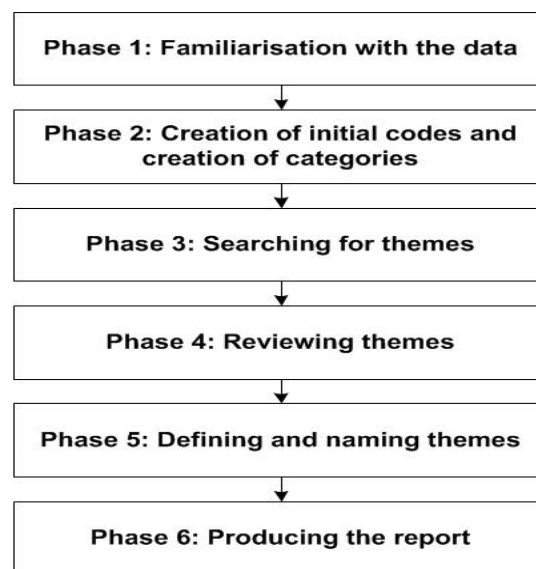 Phase 1: Familiarisation with the data
Phase 2: Creation of initial codes and
creation of categories
Phase 3: Searching for themes
Phase 4: Reviewing themes
Phase 5: Defining and naming themes
Phase 6: Producing the report